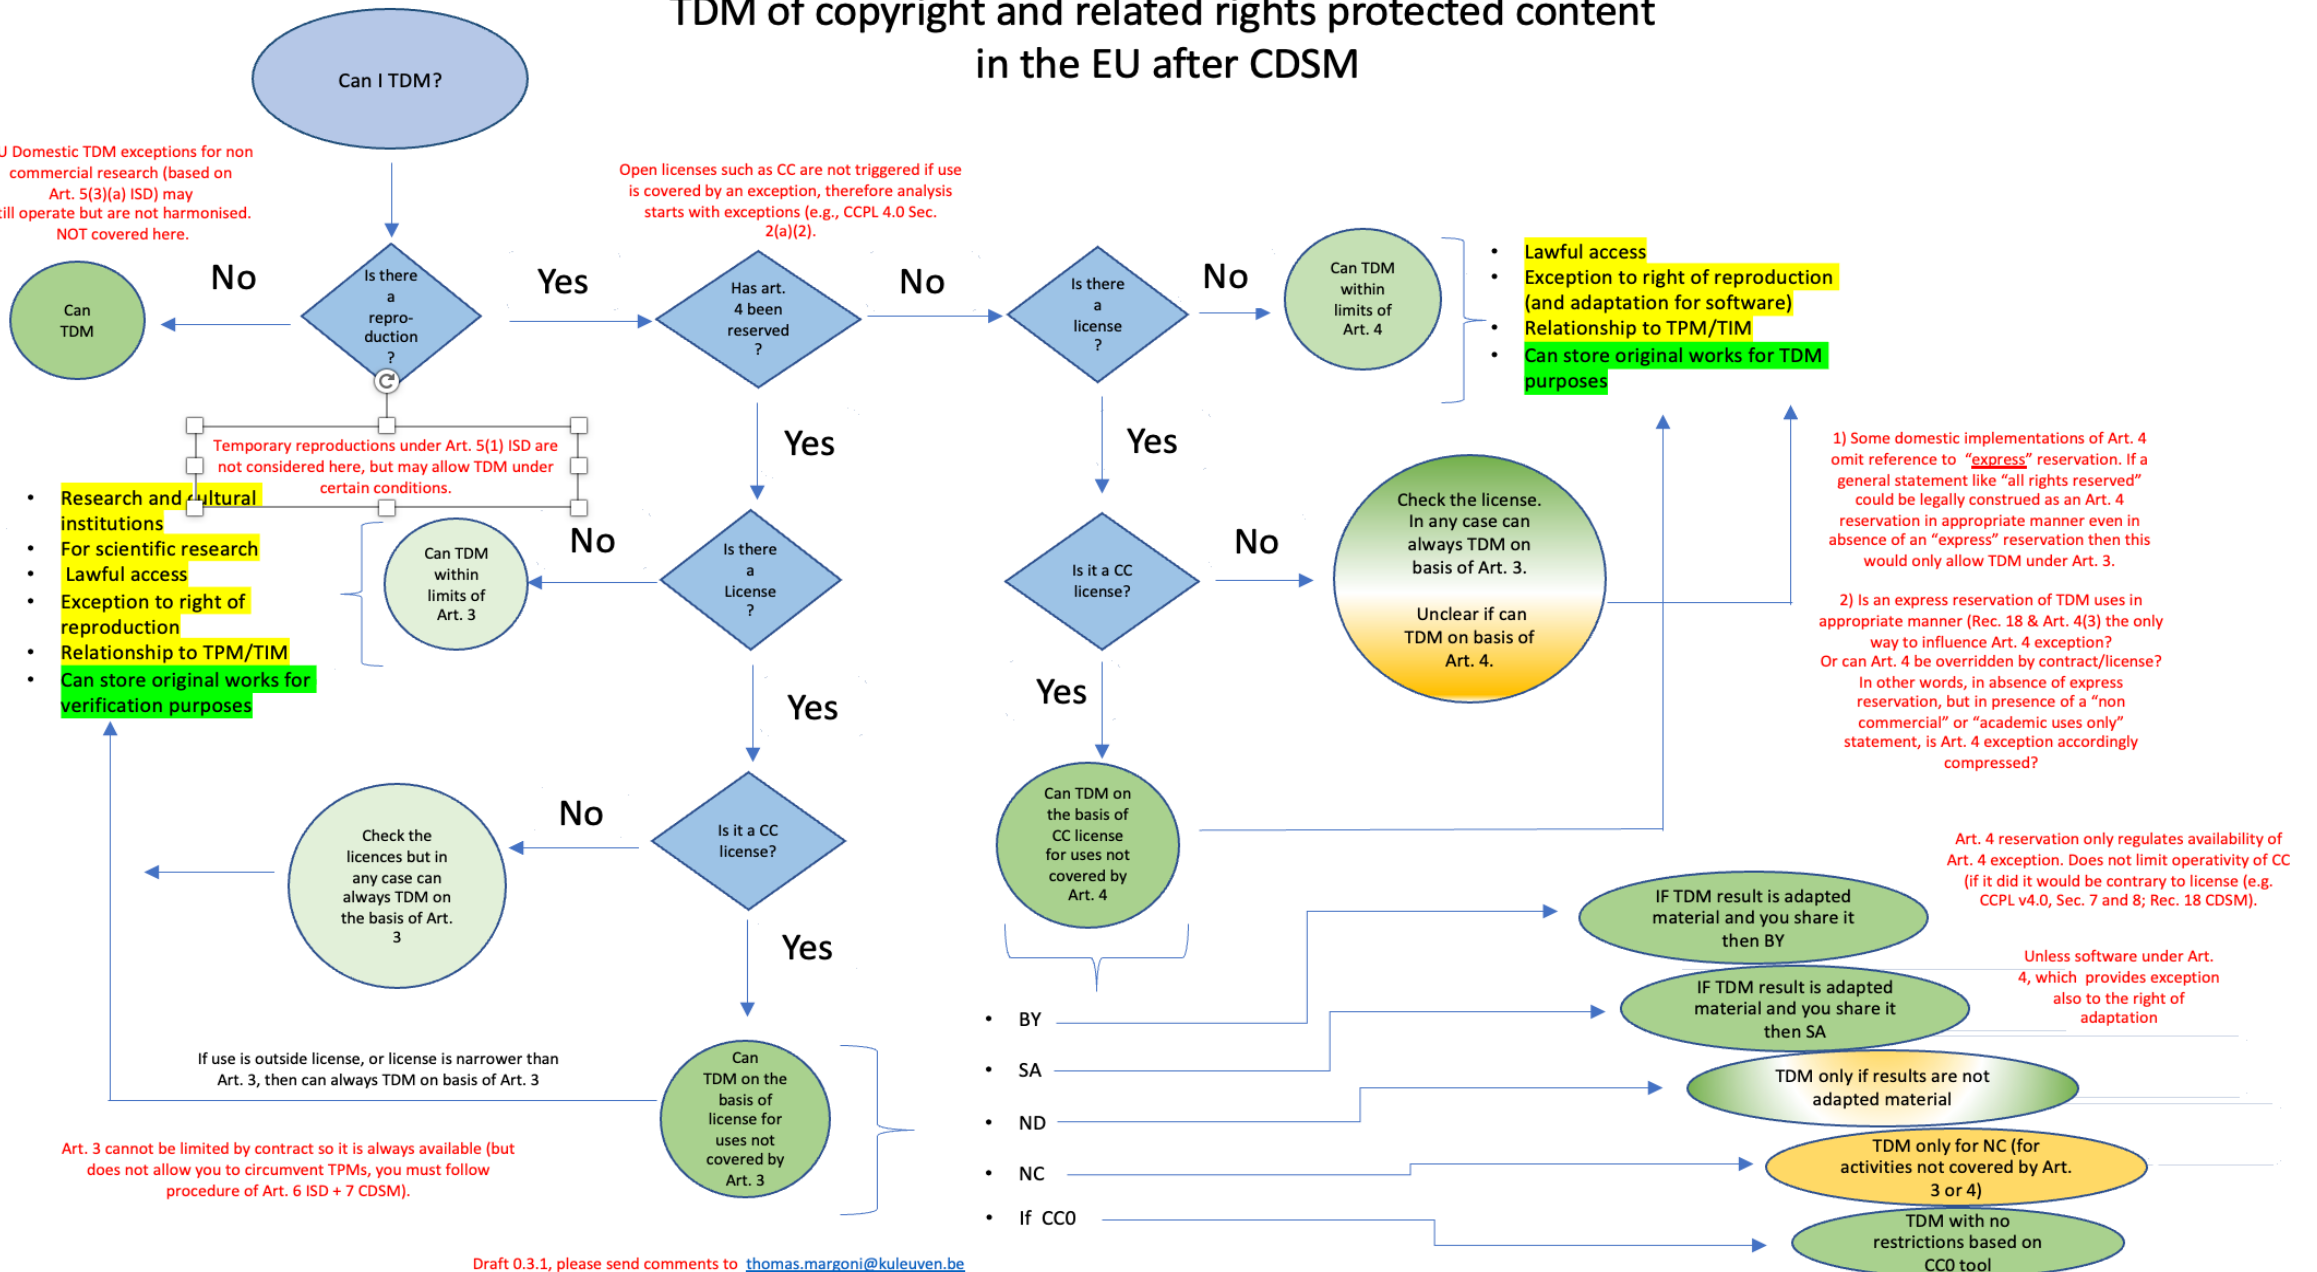 TDM of copyright and related rights protected content
in the EU after CDSM
Can I TDM?
U Domestic TDM exceptions for non
commercial research (based on
Art. 5(3)(a) ISD) may
till operate but are not harmonised.
NOT covered here.
Open licenses such as CC are not triggered if use
is covered by an exception, therefore analysis
starts with exceptions (e.g., CCPL 4.0 Sec.
2(a)(2).
Can
TDM
No
Is there
a
repro-
duction
?
Yes
Has art.
4 been
reserved
?
No
Is there
a
license
?
No
Can TDM
within
limits of
Art. 4
• Lawful access
• Exception to right of reproduction
(and adaptation for software)
• Relationship to TPM/TIM
• Can store original works for TDM
purposes
Temporary reproductions under Art. 5(1) ISD are
not considered here, but may allow TDM under
certain conditions.
Yes
Yes
• Research and cultural
institutions
• For scientific research
• Lawful access
• Exception to right of
reproduction
• Relationship to TPM/TIM
• Can store original works for
verification purposes
Can TDM
within
limits of
Art. 3
No
Is there
a
License
?
Is it a CC
license?
No
Check the license.
In any case can
always TDM on
basis of Art. 3.
Unclear if can
TDM on basis of
Art. 4.
1) Some domestic implementations of Art. 4
omit reference to “express” reservation. If a
general statement like “all rights reserved”
could be legally construed as an Art. 4
reservation in appropriate manner even in
absence of an “express” reservation then this
would only allow TDM under Art. 3.
2) Is an express reservation of TDM uses in
appropriate manner (Rec. 18 & Art. 4(3) the only
way to influence Art. 4 exception?
Or can Art. 4 be overridden by contract/license?
In other words, in absence of express
reservation, but in presence of a “non
commercial” or “academic uses only”
statement, is Art. 4 exception accordingly
compressed?
Yes
Yes
Check the
licences but in
any case can
always TDM on
the basis of Art.
3
No
Is it a CC
license?
Can TDM on
the basis of
CC license
for uses not
covered by
Art. 4
Art. 4 reservation only regulates availability of
Art. 4 exception. Does not limit operativity of CC
(if it did it would be contrary to license (e.g.
CCPL v4.0, Sec. 7 and 8; Rec. 18 CDSM).
Yes
IF TDM result is adapted
material and you share it
then BY
Unless software under Art.
4, which provides exception
also to the right of
adaptation
IF TDM result is adapted
material and you share it
then SA
If use is outside license, or license is narrower than
Art. 3, then can always TDM on basis of Art. 3
Can
TDM on the
basis of
license for
uses not
covered by
Art. 3
• BY
• SA
• ND
• NC
• If CC0
TDM only if results are not
adapted material
TDM only for NC (for
activities not covered by Art.
3 or 4)
TDM with no
restrictions based on
CC0 tool
Art. 3 cannot be limited by contract so it is always available (but
does not allow you to circumvent TPMs, you must follow
procedure of Art. 6 ISD + 7 CDSM).
Draft 0.3.1, please send comments to thomas.margoni@kuleuven.be